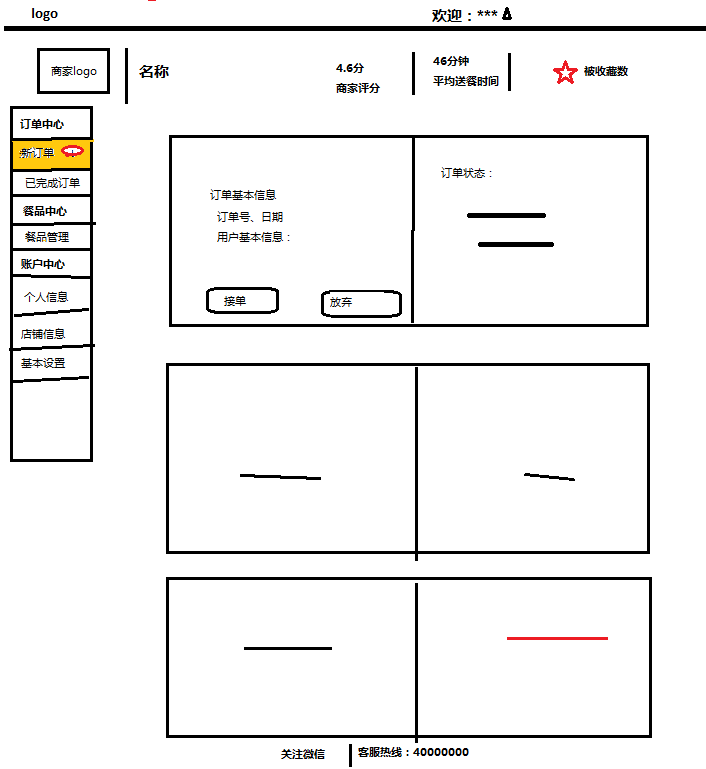 logo
欢迎：***
商家logo
名称
4.6分
商家评分
46分钟
平均送餐时间
被收藏数
订单中心
新订单
已完成订单
餐品中心
餐品管理
账户中心
个人信息
店铺信息
基本设置
订单基本信息
订单号、日期
用户基本信息：
接单
放弃
订单状态：
关注微信
客服热线：40000000